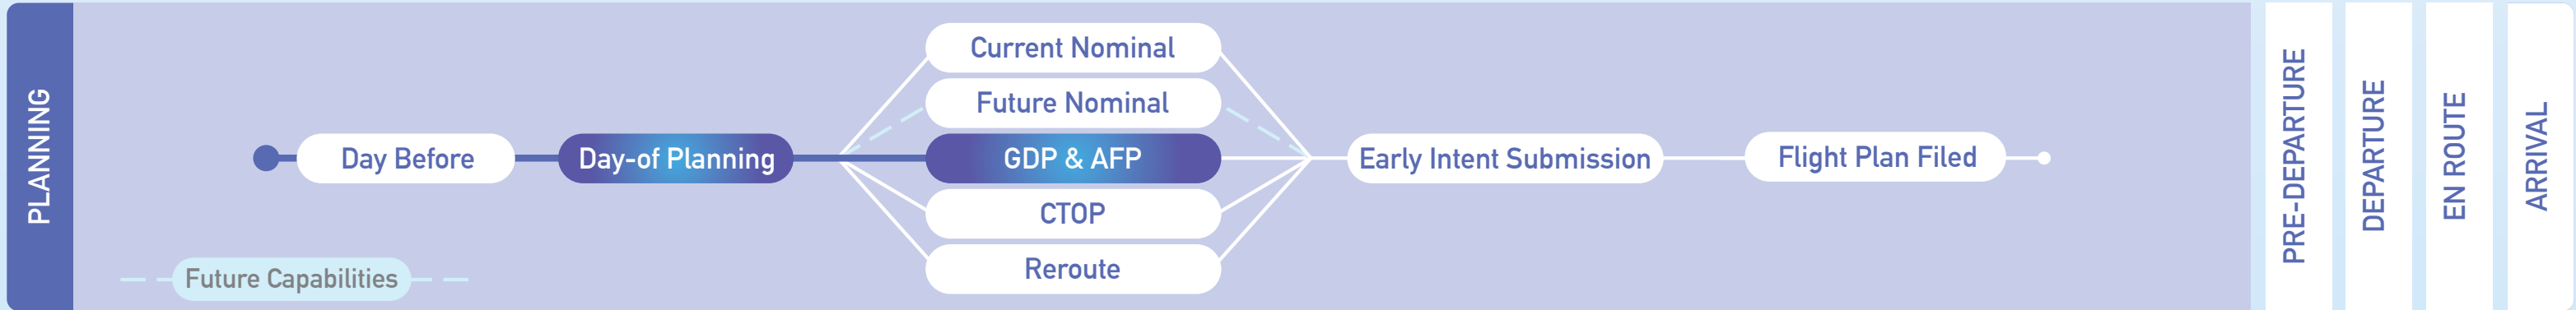 PLANNING
Day Before
Day-of Planning
Current Nominal
Future Nominal
GDP & AFP
CTOP
Reroute
Early Intent Submission
Flight Plan Filed
Future Capabilities
PRE-DEPARTURE
DEPARTURE
EN ROUTE
ARRIVAL